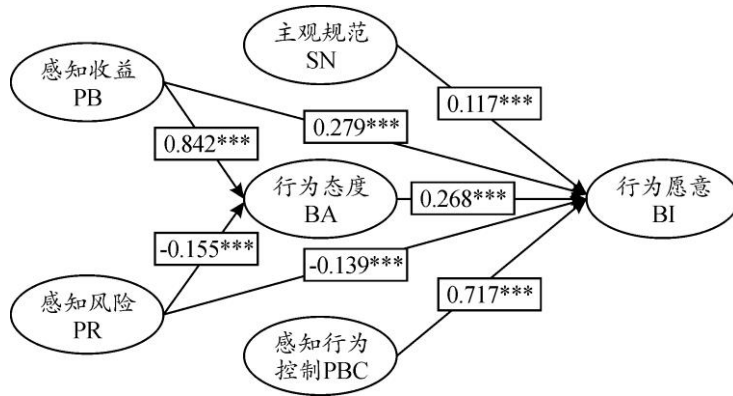 主观规范
SN
感知收益
PB
0.117***
0.279***
0.842***
行为态度
BA
0.268***
行为愿意
BI
-0.155***
-0.139***
感知风险
PR
0.717***
感知行为
控制PBC